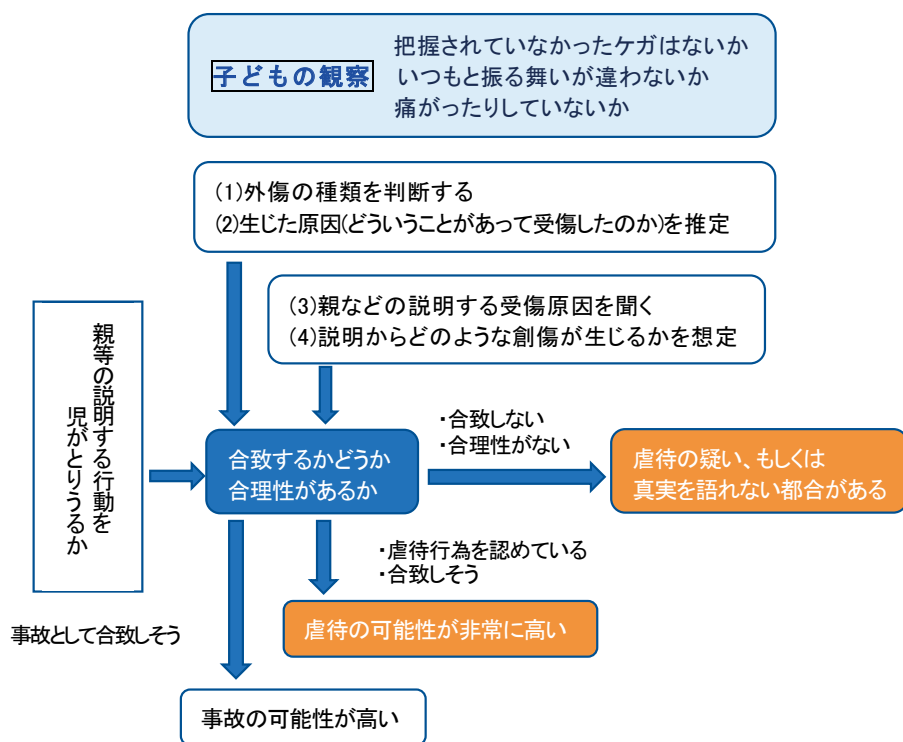 子どもの観察
把握されていなかったケガはないか
いつもと振る舞いが違わないか
痛がったりしていないか
(1)外傷の種類を判断する
(2)生じた原因(どういうことがあって受傷したのか)を推定
(3)親などの説明する受傷原因を聞く
(4)説明からどのような創傷が生じるかを想定
親等の説明する行動を
児がとりうるか
合致するかどうか
合理性があるか
・合致しない
・合理性がない
虐待の疑い、もしくは
真実を語れない都合がある
・虐待行為を認めている
・合致しそう
虐待の可能性が非常に高い
事故として合致しそう
事故の可能性が高い